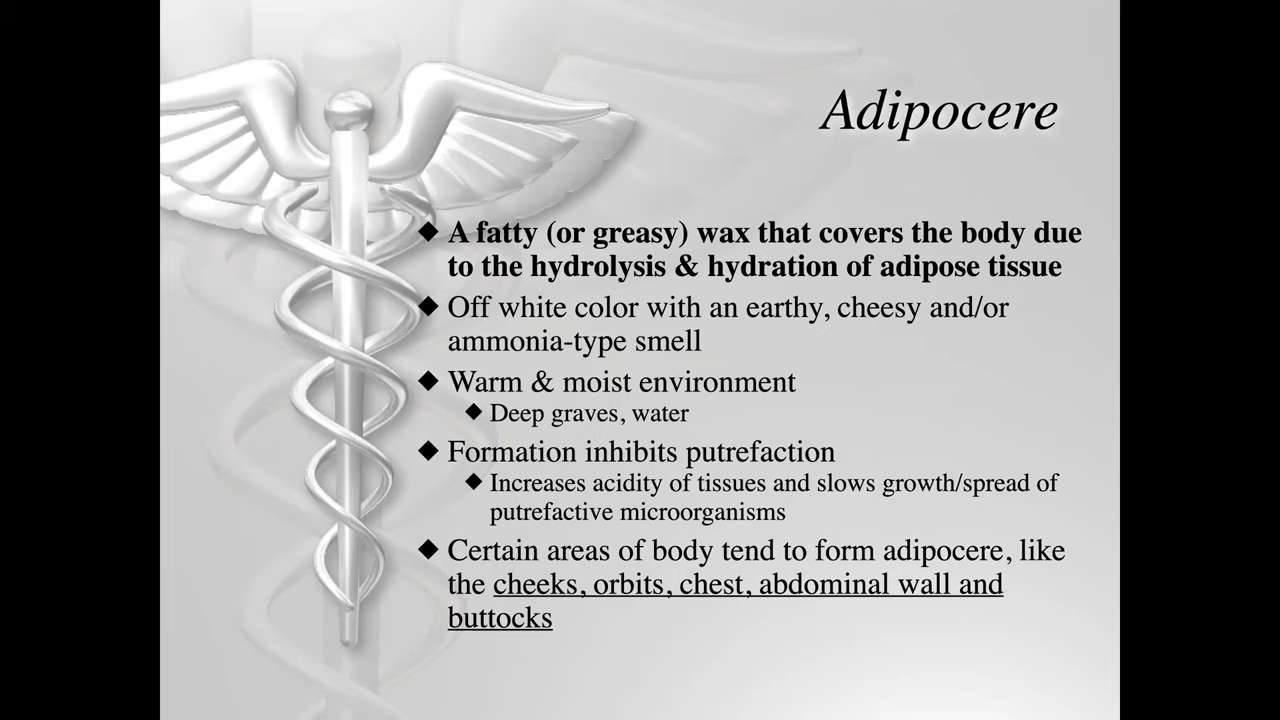 Adipocere
◆ A fatty (or greasy) wax that covers the body due
to the hydrolysis & hydration of adipose tissue
◆ Off white color with an earthy, cheesy and/or
ammonia-type smell
◆ Warm & moist environment
◆ Deep graves, water
◆ Formation inhibits putrefaction
◆ Increases acidity of tissues and slows growth/spread of
putrefactive microorganisms
◆ Certain areas of body tend to form adipocere, like
the cheeks, orbits, chest, abdominal wall and
buttocks